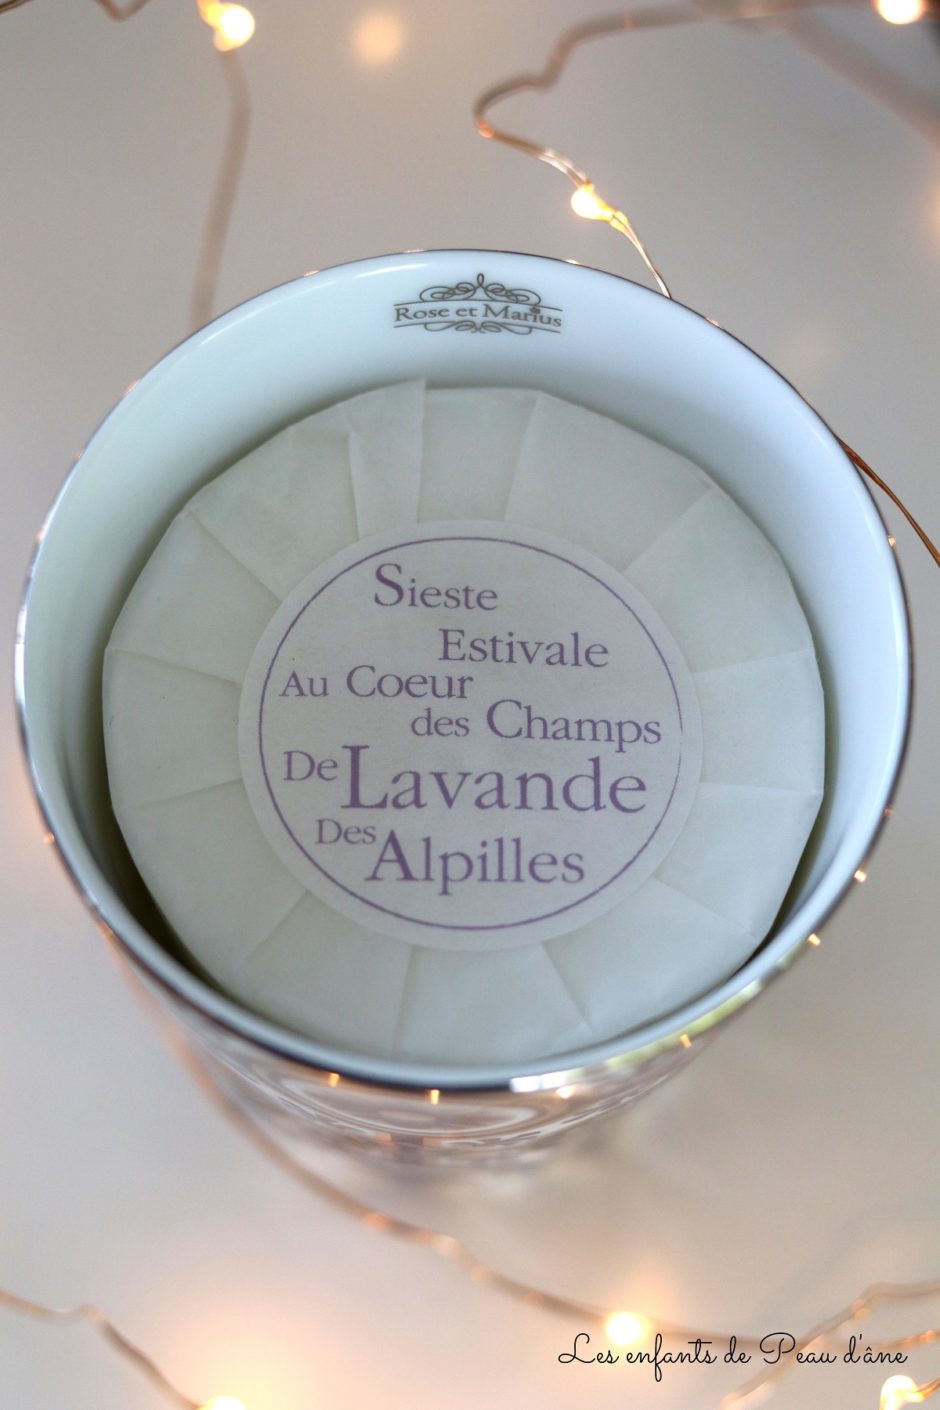 Rose et Marius
Sieste
Estivale
Au Coeur
des Champs
De Lavande
Des Alpilles
Les enfants de Peau d'âne